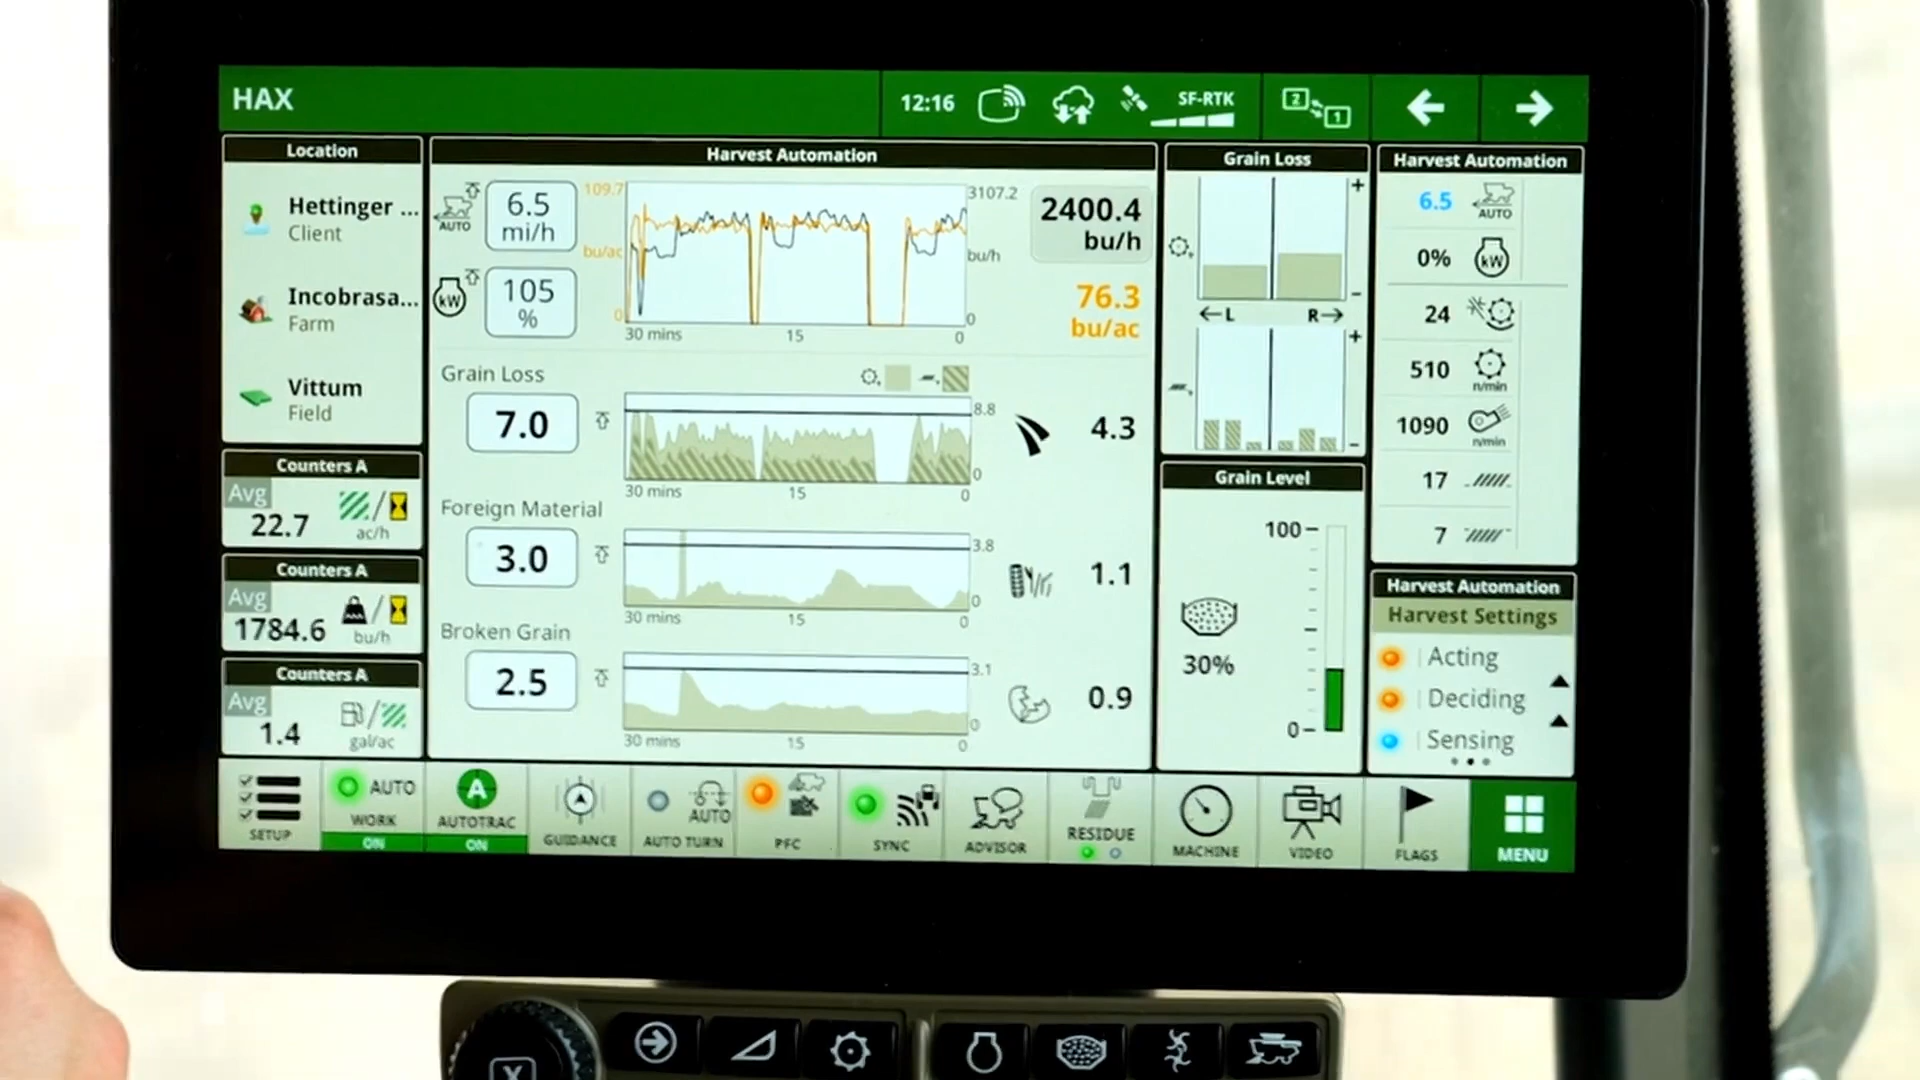 HAX
12:16
SF-RTK
2
1
Location
Hettinger ...
Client
Incobrasa...
Farm
Vittum
Field
Counters A
Avg
22.7
ac/h
Counters A
Avg
1784.6
bu/h
Counters A
Avg
1.4
gal/ac
Harvest Automation
AUTO
6.5
mi/h
kW
105
%
109.7
bu/ac
0
3107.2
bu/h
0
30 mins
15
0
2400.4
bu/h
76.3
bu/ac
Grain Loss
7.0
8.8
0
30 mins
15
0
4.3
Foreign Material
3.0
3.8
0
30 mins
15
0
1.1
Broken Grain
2.5
3.1
0
30 mins
15
0
0.9
Grain Loss
+
-
←L
R→
+
-
Grain Level
100
30%
0
Harvest Automation
6.5
AUTO
0%
kW
24
510
n/min
1090
n/min
17
7
Harvest Automation
Harvest Settings
Acting
Deciding
Sensing
SETUP
AUTO
WORK
ON
A
AUTOTRAC
ON
GUIDANCE
AUTO
AUTO TURN
PFC
SYNC
ADVISOR
RESIDUE
MACHINE
VIDEO
FLAGS
MENU